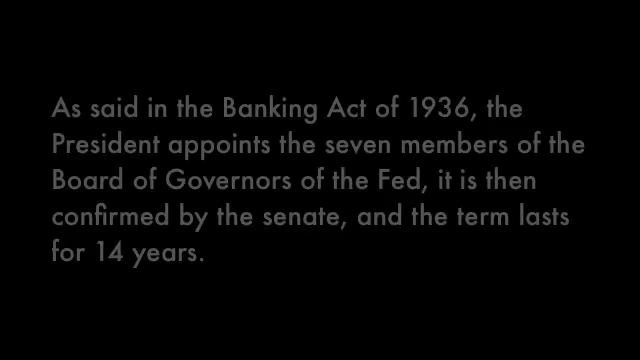 As said in the Banking Act of 1936, the
President appoints the seven members of the
Board of Governors of the Fed, it is then
confirmed by the senate, and the term lasts
for 14 years.